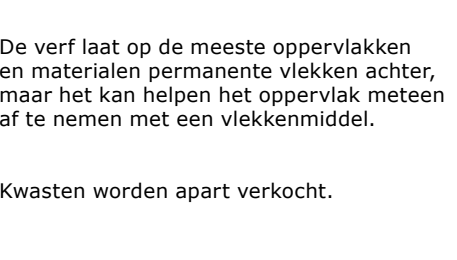 De verf laat op de meeste oppervlakken
en materialen permanente vlekken achter,
maar het kan helpen het oppervlak meteen
af te nemen met een vlekkenmiddel.
Kwasten worden apart verkocht.